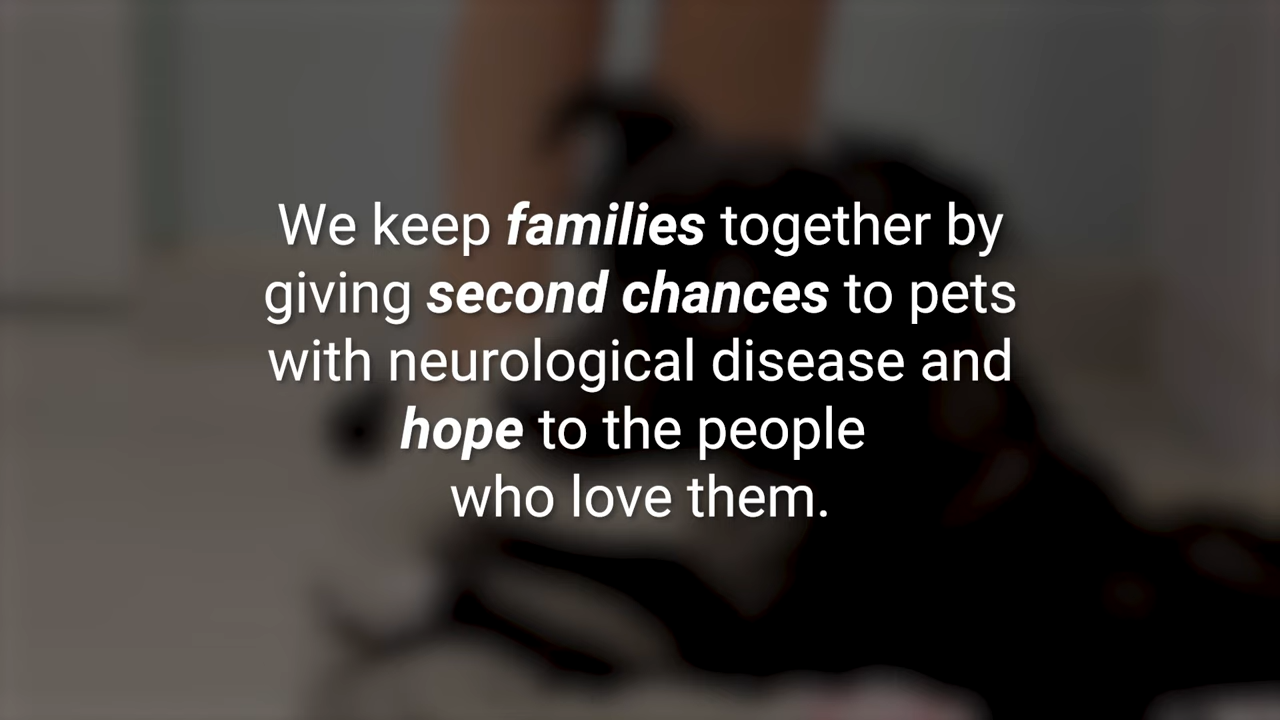 We keep families together by
giving second chances to pets
with neurological disease and
hope to the people
who love them.